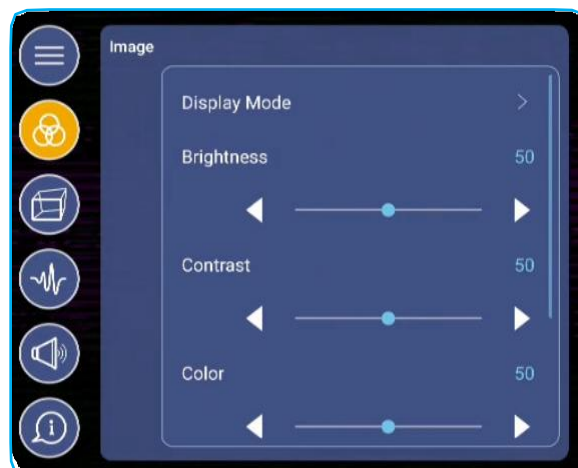 Image
Display Mode >
Brightness 50
Contrast 50
Color 50